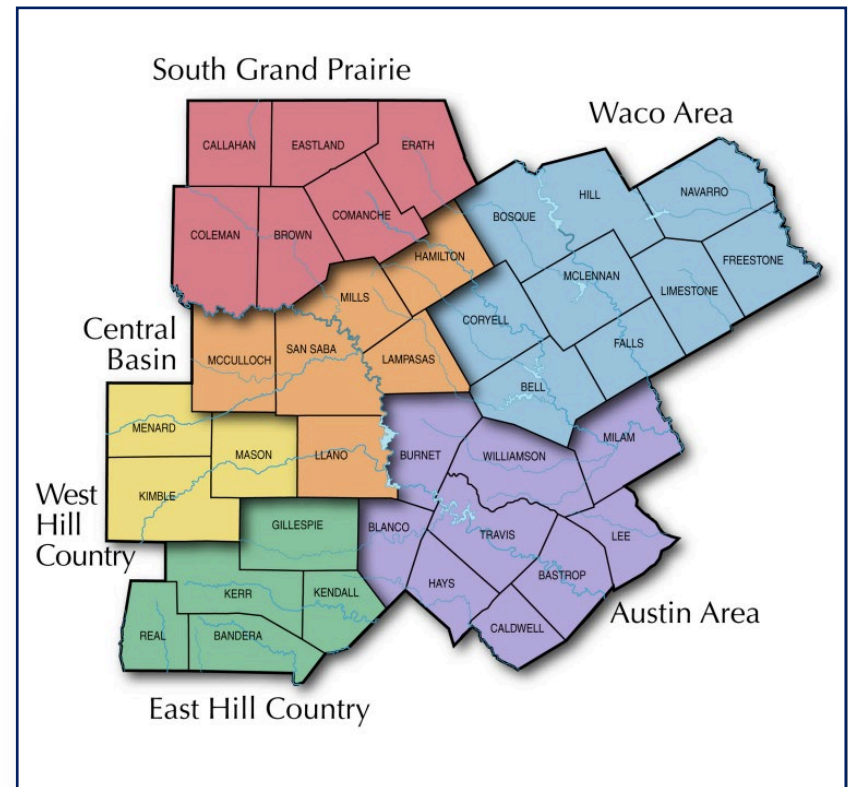 South Grand Prairie
Waco Area
CALLAHAN
EASTLAND
ERATH
HILL
NAVARRO
COMANCHE
BOSQUE
COLEMAN
BROWN
HAMILTON
MCLENNAN
FREESTONE
LIMESTONE
MILLS
CORYELL
Central
Basin
SAN SABA
FALLS
MCCULLOCH
LAMPASAS
BELL
MENARD
MASON
LLANO
BURNET
WILLIAMSON
MILAM
West
Hill
Country
KIMBLE
GILLESPIE
BLANCO
TRAVIS
LEE
HAYS
BASTROP
KERR
KENDALL
Austin Area
REAL
BANDERA
CALDWELL
East Hill Country